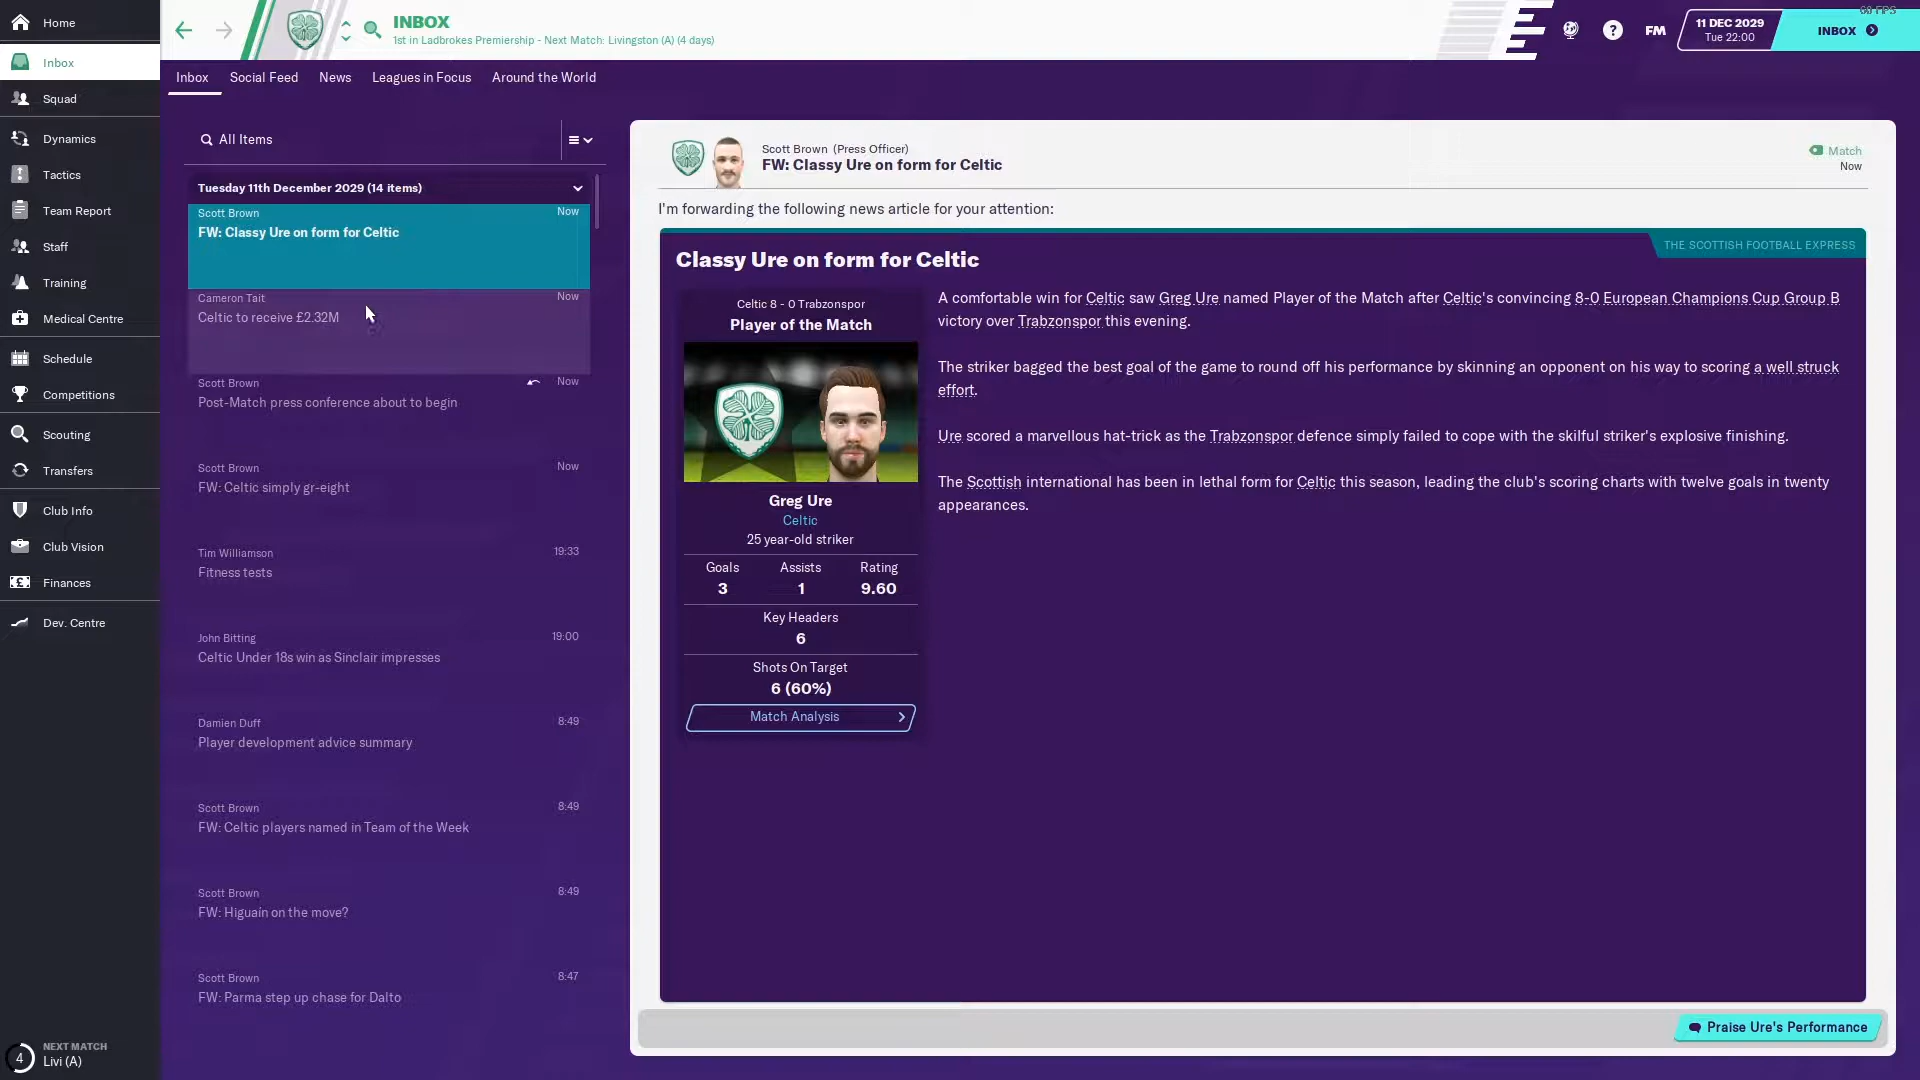 Home
Inbox
Squad
Dynamics
Tactics
Team Report
Staff
Training
Medical Centre
Schedule
Competitions
Scouting
Transfers
Club Info
Club Vision
Finances
Dev. Centre
4
NEXT MATCH
Livi (A)
INBOX
1st in Ladbrokes Premiership - Next Match: Livingston (A) (4 days)
?
FM
11 DEC 2029
Tue 22:00
INBOX
Inbox
Social Feed
News
Leagues in Focus
Around the World
All Items
Tuesday 11th December 2029 (14 items)
Scott Brown
Now
FW: Classy Ure on form for Celtic
Cameron Tait
Now
Celtic to receive £2.32M
Scott Brown
Now
Post-Match press conference about to begin
Scott Brown
Now
FW: Celtic simply gr-eight
Tim Williamson
19:33
Fitness tests
John Bitting
19:00
Celtic Under 18s win as Sinclair impresses
Damien Duff
8:49
Player development advice summary
Scott Brown
8:49
FW: Celtic players named in Team of the Week
Scott Brown
8:49
FW: Higuaín on the move?
Scott Brown
8:47
FW: Parma step up chase for Dalto
Scott Brown (Press Officer)
FW: Classy Ure on form for Celtic
Match
Now
I'm forwarding the following news article for your attention:
THE SCOTTISH FOOTBALL EXPRESS
Classy Ure on form for Celtic
Celtic 8 - 0 Trabzonspor
Player of the Match
Greg Ure
Celtic
25 year-old striker
Goals Assists Rating
3 1 9.60
Key Headers
6
Shots On Target
6 (60%)
Match Analysis
A comfortable win for Celtic saw Greg Ure named Player of the Match after Celtic's convincing 8-0 European Champions Cup Group B
victory over Trabzonspor this evening.
The striker bagged the best goal of the game to round off his performance by skinning an opponent on his way to scoring a well struck
effort.
Ure scored a marvellous hat-trick as the Trabzonspor defence simply failed to cope with the skilful striker's explosive finishing.
The Scottish international has been in lethal form for Celtic this season, leading the club's scoring charts with twelve goals in twenty
appearances.
Praise Ure's Performance